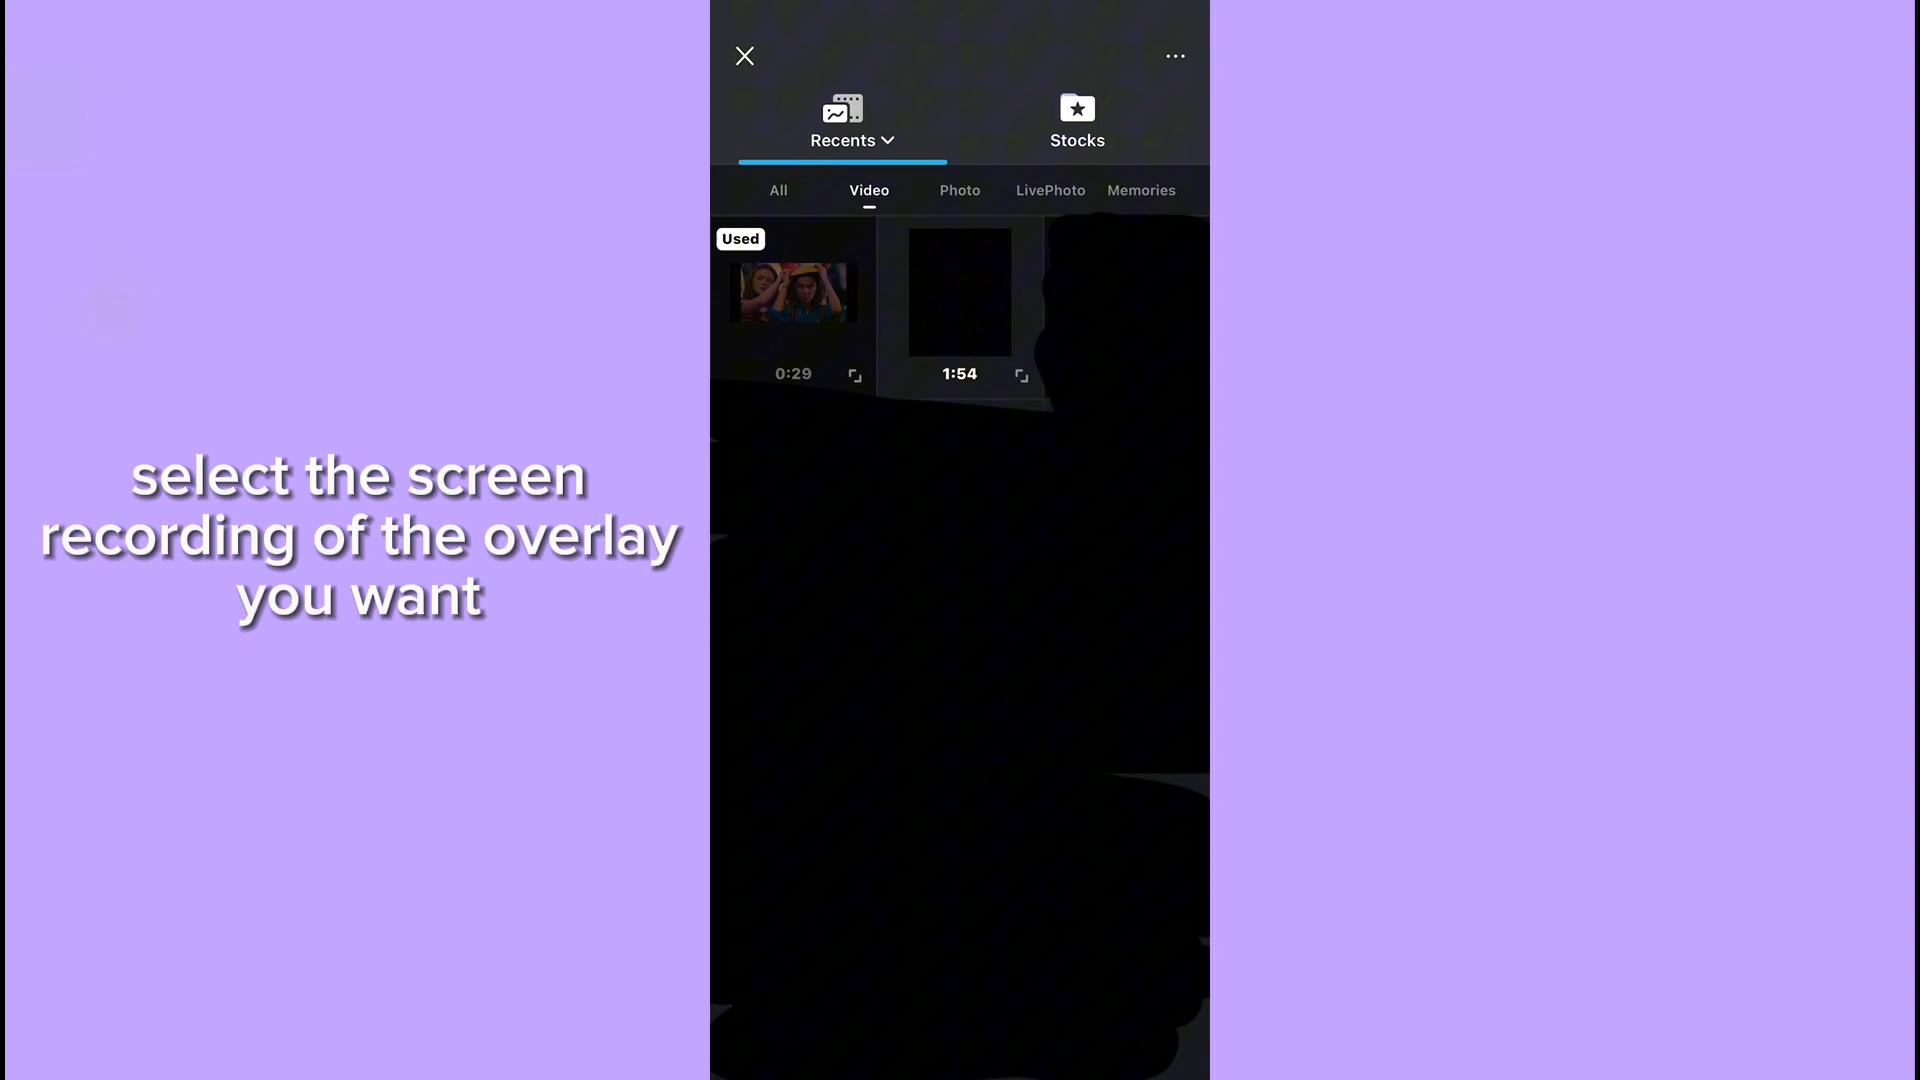 Recents
Stocks
All Video Photo LivePhoto Memories
Used
0:29 1:54
select the screen
recording of the overlay
you want